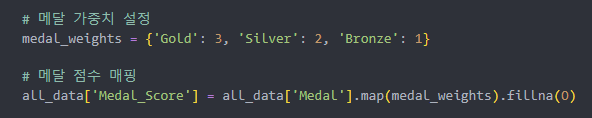 # 메달 가중치 설정
medal_weights = {'Gold': 3, 'Silver': 2, 'Bronze': 1}
# 메달 점수 매핑
all_data['Medal_Score'] = all_data['Medal'].map(medal_weights).fillna(0)